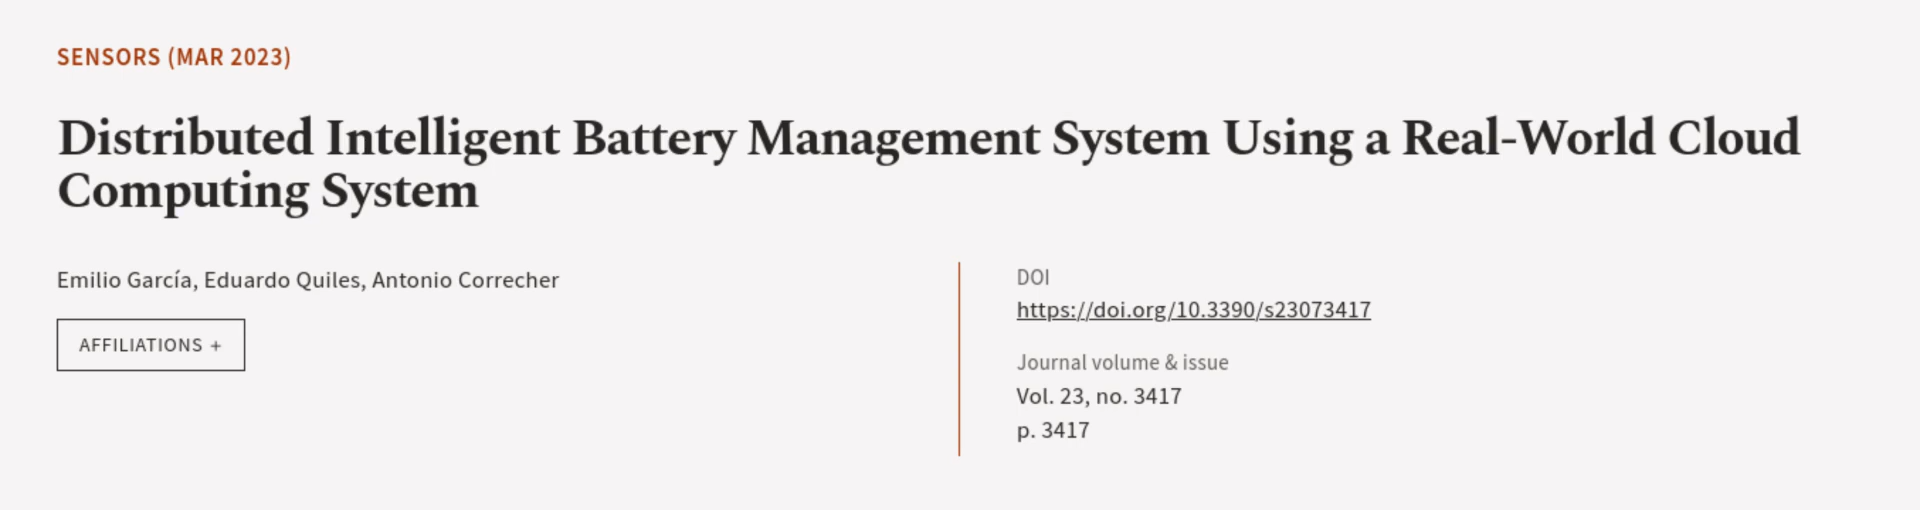 SENSORS (MAR 2023)
Distributed Intelligent Battery Management System Using a Real-World Cloud
Computing System
Emilio García, Eduardo Quiles, Antonio Correcher
AFFILIATIONS +
DOI
https://doi.org/10.3390/s23073417
Journal volume & issue
Vol. 23, no. 3417
p. 3417